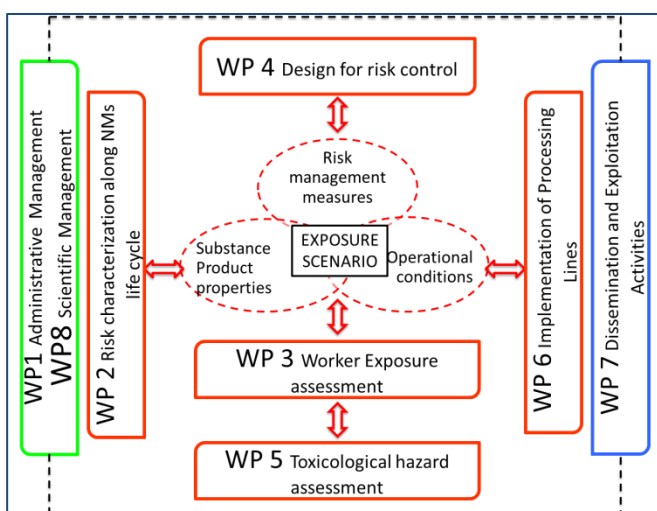 WP 4 Design for risk control
WP1 Administrative Management
WP8 Scientific Management
WP 2 Risk characterization along NMs
life cycle
Risk
management
measures
Substance
Product
properties
EXPOSURE
SCENARIO
Operational
conditions
WP 3 Worker Exposure
assessment
WP 5 Toxicological hazard
assessment
WP 6 Implementation of Processing
Lines
WP 7 Dissemination and Exploitation
Activities